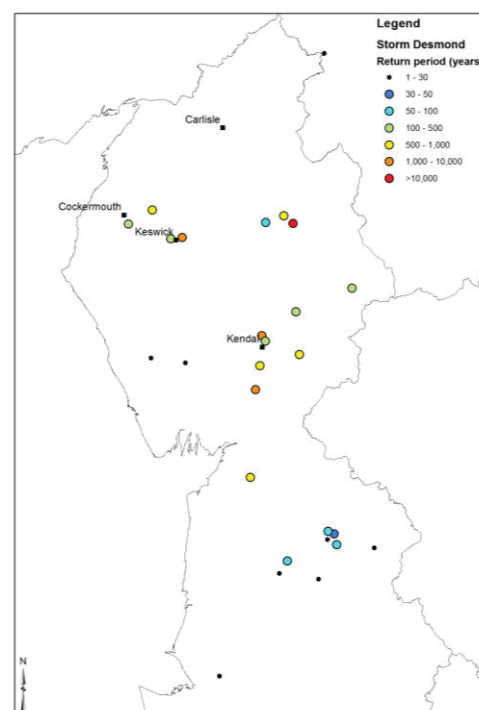 Legend
Storm Desmond
Return period (years)
1 - 30
30 - 50
50 - 100
100 - 500
500 - 1,000
1,000 - 10,000
>10,000
Carlisle
Cockermouth
Keswick
Kendal
N